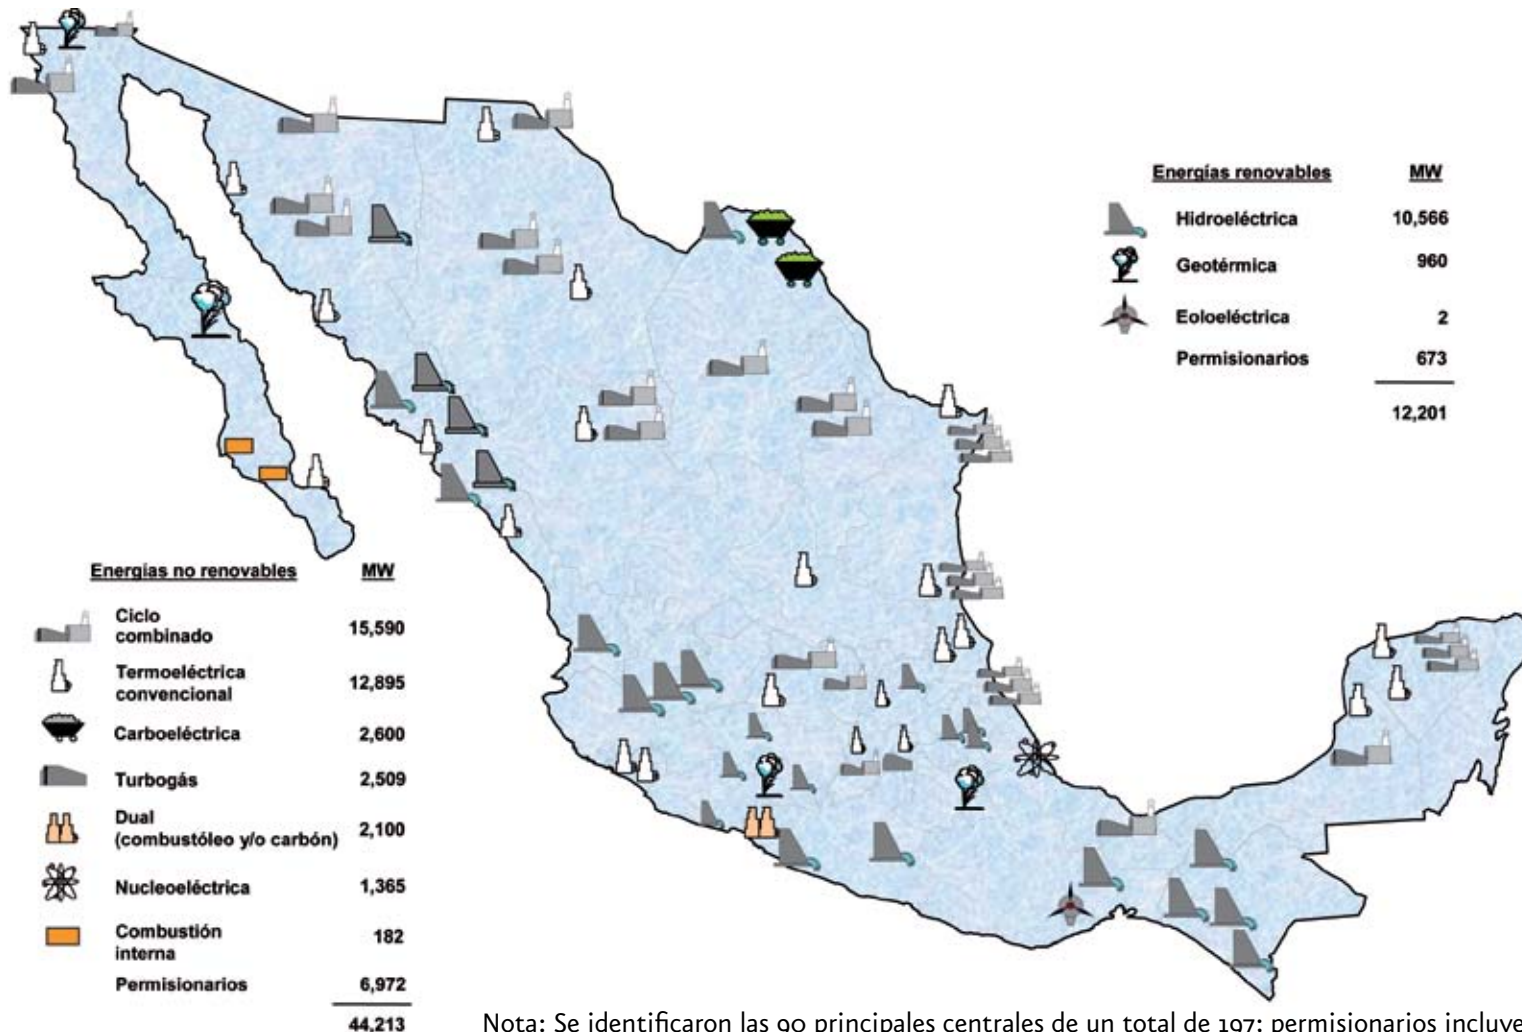 Energías renovables MW
Hidroeléctrica 10,566
Geotérmica 960
Eoloeléctrica 2
Permisionarios 673
12,201
Energías no renovables MW
Ciclo
combinado 15,590
Termoeléctrica
convencional 12,895
Carboeléctrica 2,600
Turbogás 2,509
Dual
(combustóleo y/o carbón) 2,100
Nucleoeléctrica 1,365
Combustión
interna 182
Permisionarios 6,972
44,213
Nota: Se identificaron las 90 principales centrales de un total de 197; permisionarios incluye